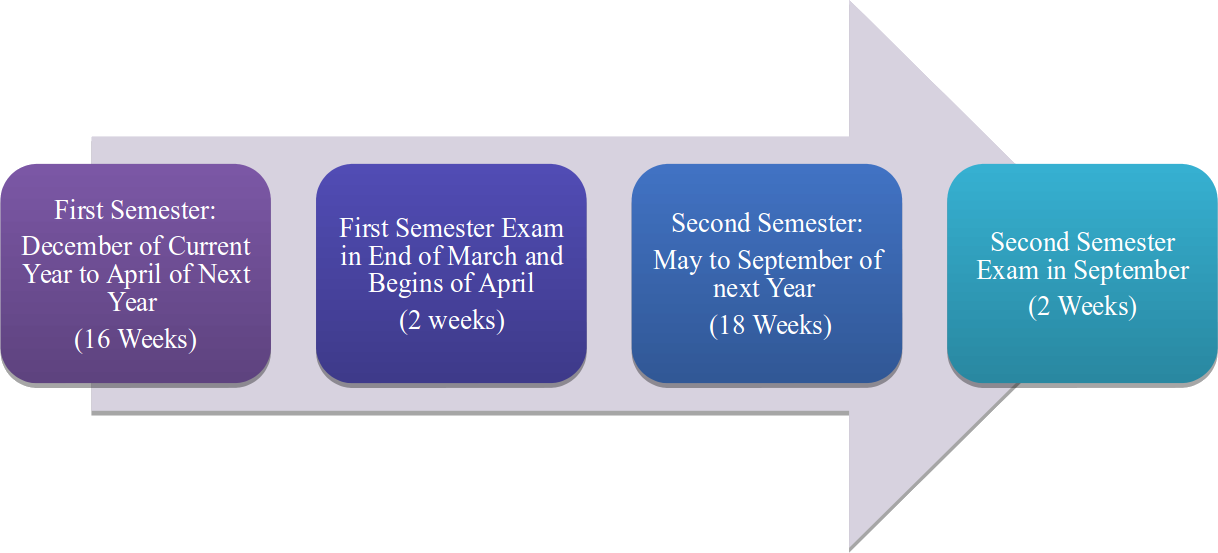 First Semester:
December of Current
Year to April of Next
Year
(16 Weeks)
First Semester Exam
in End of March and
Begins of April
(2 weeks)
Second Semester:
May to September of
next Year
(18 Weeks)
Second Semester
Exam in September
(2 Weeks)